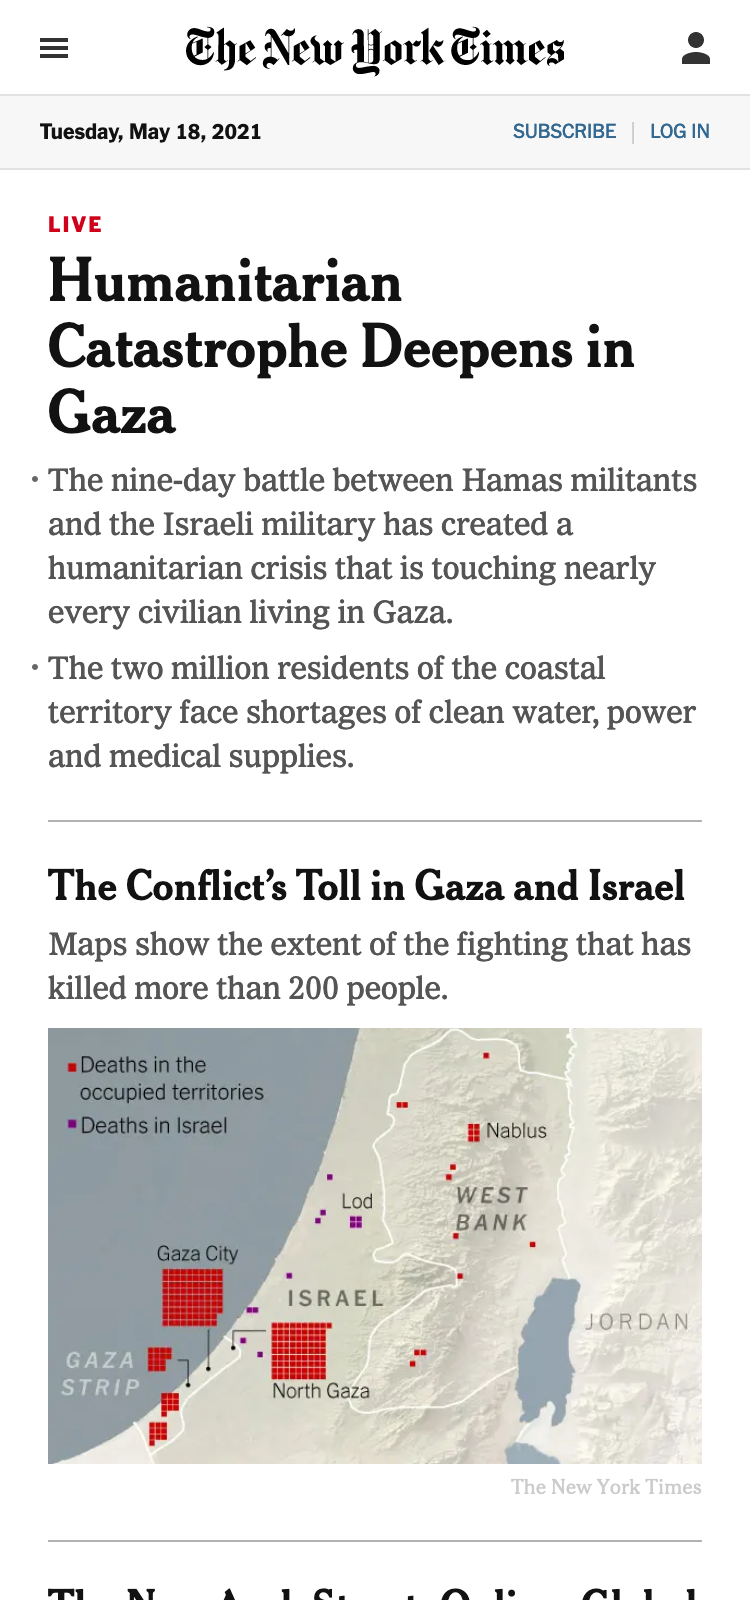 The New York Times
Tuesday, May 18, 2021
SUBSCRIBE
LOG IN
LIVE
Humanitarian
Catastrophe Deepens in
Gaza
• The nine-day battle between Hamas militants
and the Israeli military has created a
humanitarian crisis that is touching nearly
every civilian living in Gaza.
• The two million residents of the coastal
territory face shortages of clean water, power
and medical supplies.
The Conflict’s Toll in Gaza and Israel
Maps show the extent of the fighting that has
killed more than 200 people.
Deaths in the
occupied territories
Deaths in Israel
Nablus
WEST
BANK
Lod
Gaza City
ISRAEL
JORDAN
GAZA
STRIP
North Gaza
The New York Times